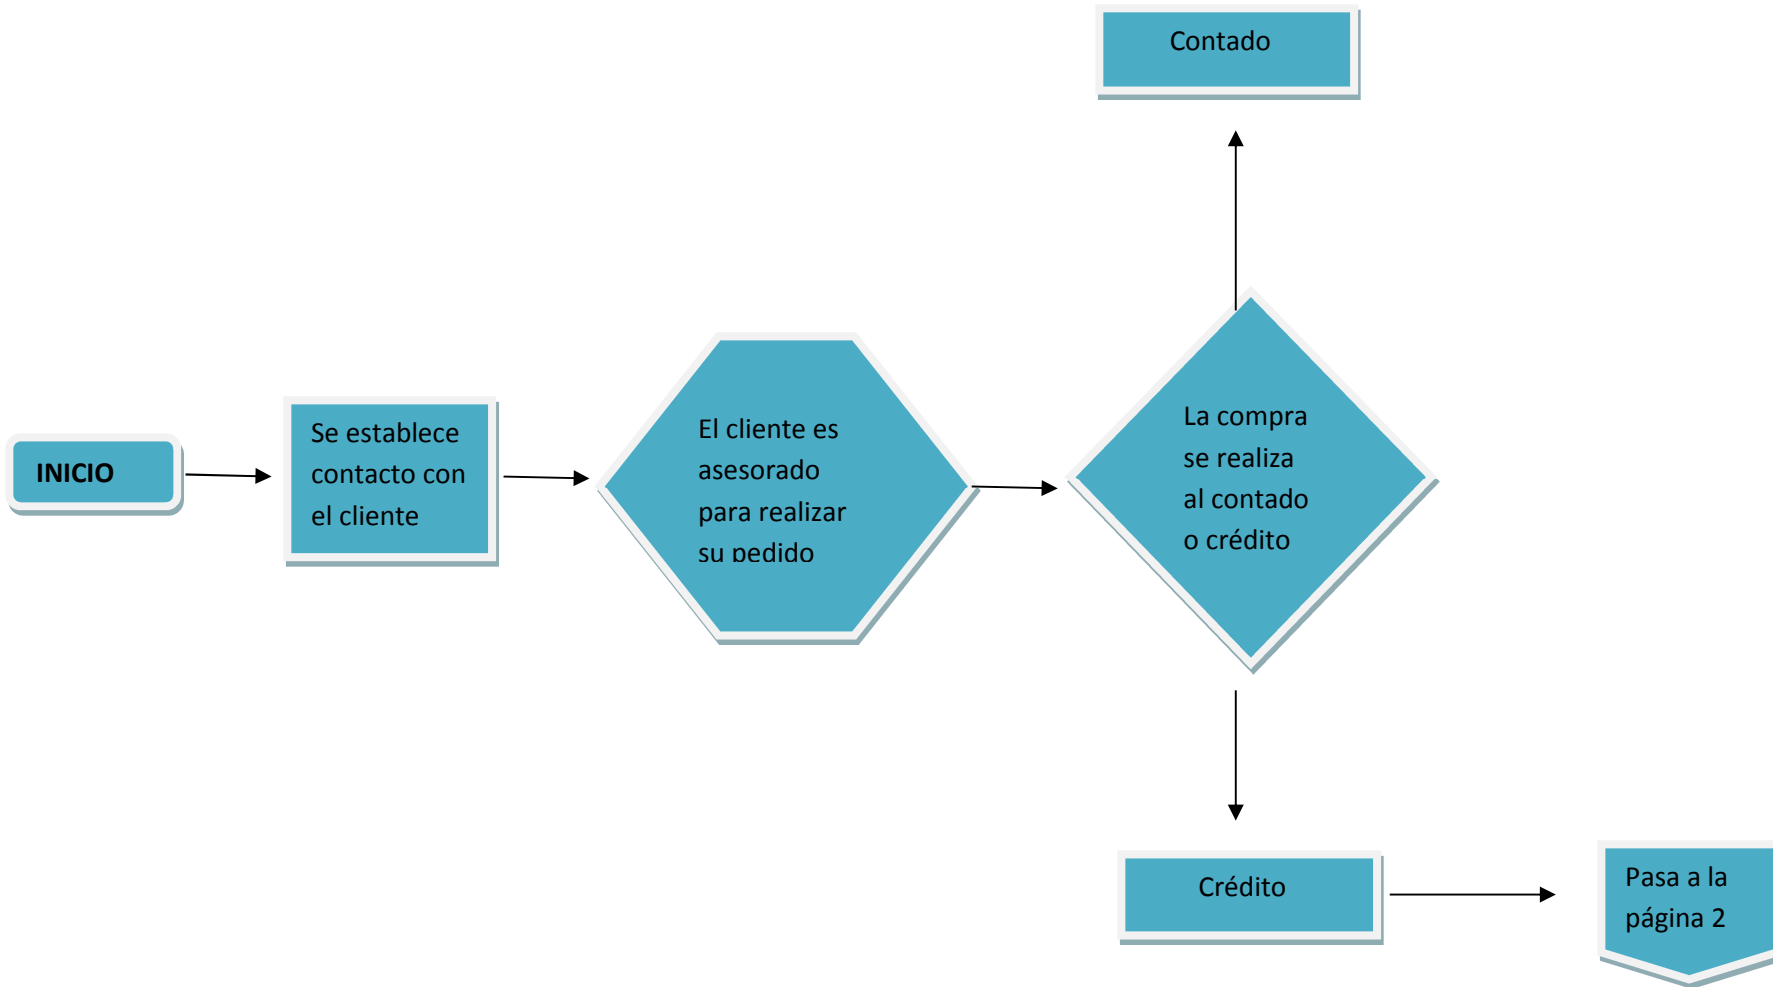 INICIO
Se establece
contacto con
el cliente
El cliente es
asesorado
para realizar
su pedido
La compra
se realiza
al contado
o crédito
Contado
Crédito
Pasa a la
página 2